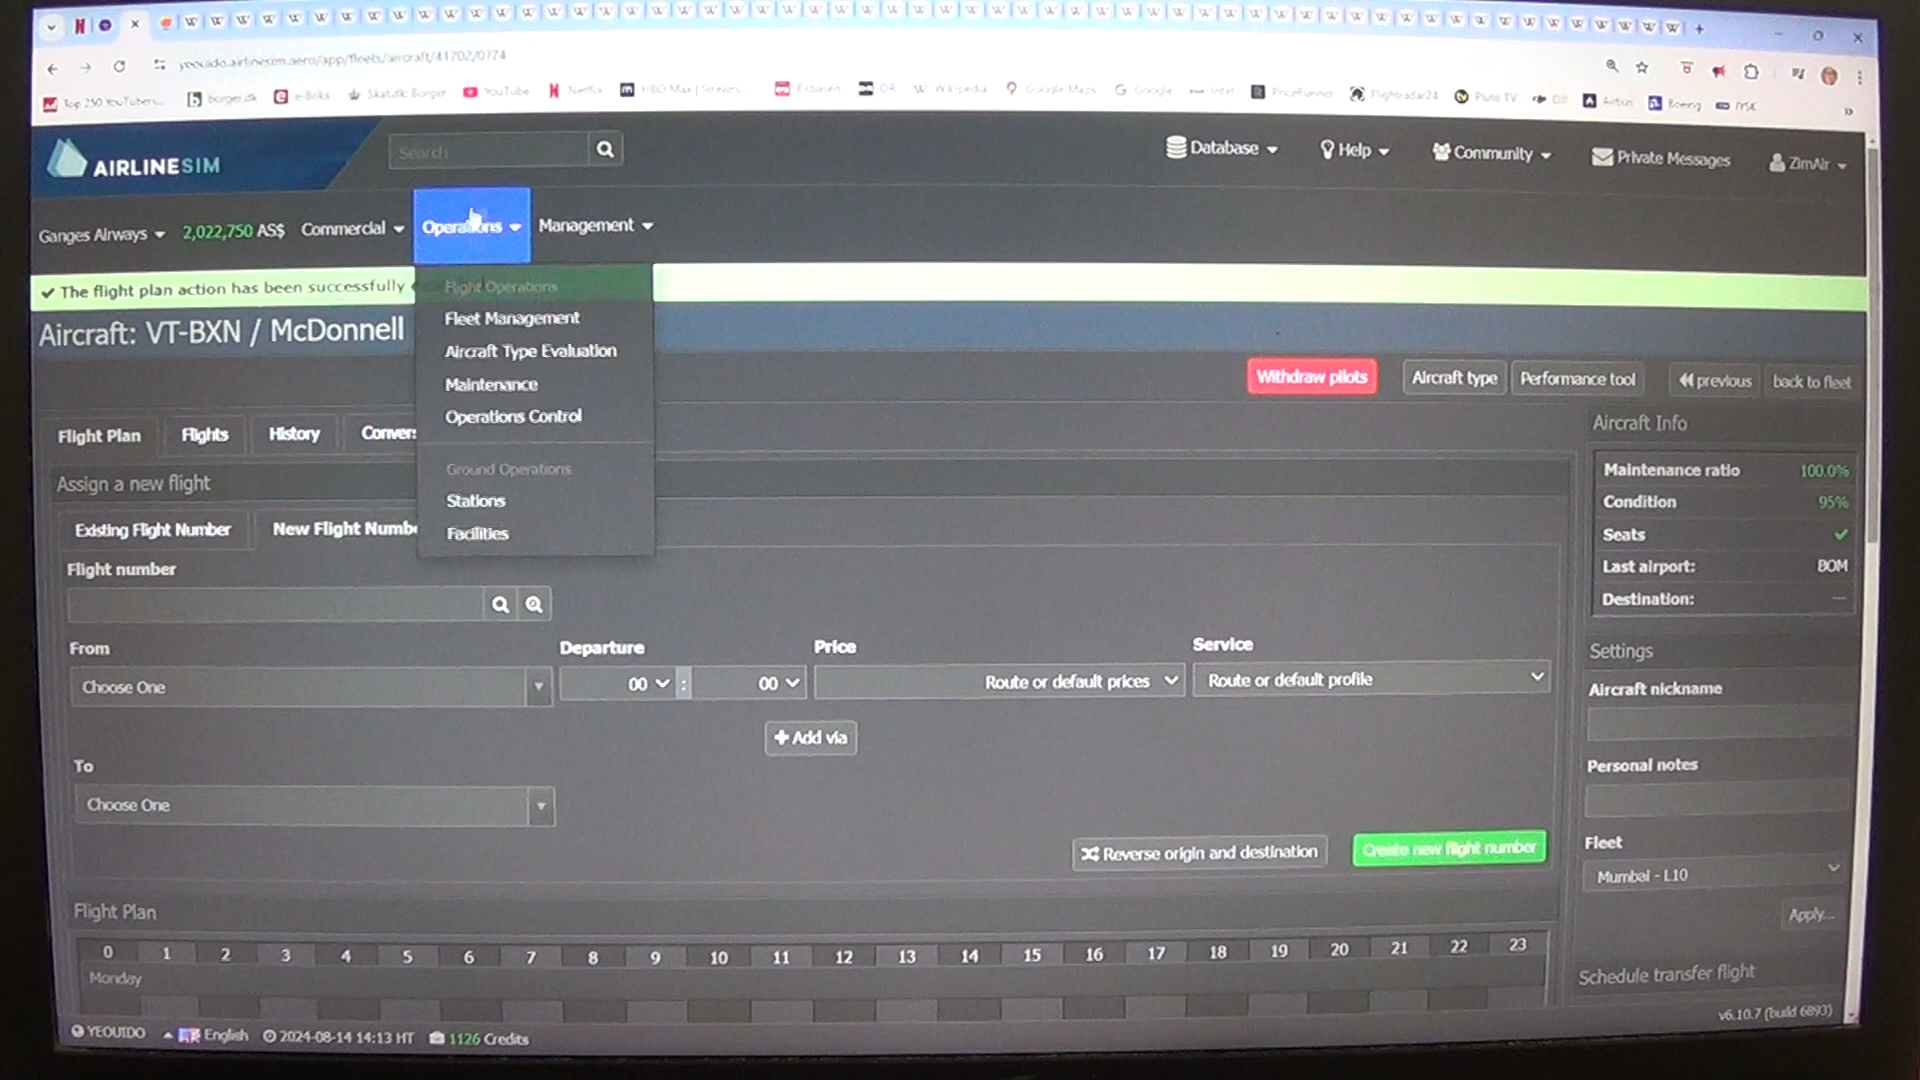 yeouido.airlinesim.aero/app/fleets/aircraft/41702/0774
Top 250 YouTubers...
borger.dk
e-Boks
Skat.dk: Borger
YouTube
Netflix
HBO Max | Stream...
DR
Wikipedia
Google Maps
Google
Intel
PriceRunner
Flightradar24
Pluto TV
Boeing
AIRLINESIM
Search
Database
Help
Community
Private Messages
ZimAir
Ganges Airways
2,022,750 AS$
Commercial
Operations
Management
The flight plan action has been successfully
Flight Operations
Fleet Management
Aircraft Type Evaluation
Maintenance
Operations Control
Ground Operations
Stations
Facilities
Aircraft: VT-BXN / McDonnell
Withdraw pilots
Aircraft type
Performance tool
previous
back to fleet
Flight Plan
Flights
History
Conver
Assign a new flight
Existing Flight Number
New Flight Numbe
Flight number
From
Departure
Price
Service
Choose One
00 : 00
Route or default prices
Route or default profile
+ Add via
To
Choose One
Reverse origin and destination
Create new flight number
Flight Plan
0 1 2 3 4 5 6 7 8 9 10 11 12 13 14 15 16 17 18 19 20 21 22 23
Monday
Aircraft Info
Maintenance ratio 100.0%
Condition 95%
Seats
Last airport: BOM
Destination: —
Settings
Aircraft nickname
Personal notes
Fleet
Mumbai - L10
Apply...
Schedule transfer flight
v6.10.7 (build 6893)
YEOUIDO
English
2024-08-14 14:13 HT
1126 Credits